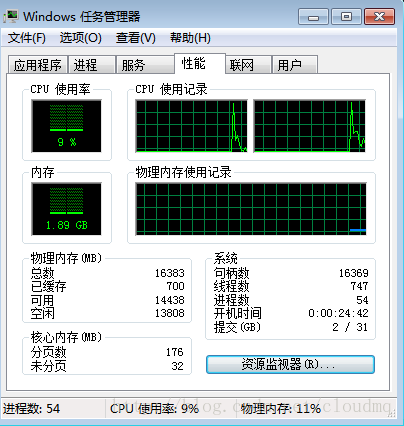 Windows 任务管理器
文件(F) 选项(O) 查看(V) 帮助(H)
应用程序 进程 服务 性能 联网 用户
CPU 使用率 CPU 使用记录
9 %
内存 物理内存使用记录
1.89 GB
物理内存(MB)
总数 16383
已缓存 700
可用 14438
空闲 13808
系统
句柄数 16369
线程数 747
进程数 54
开机时间 0:00:24:42
提交(GB) 2 / 31
核心内存(MB)
分页数 176
未分页 32
资源监视器(R)...
进程数: 54 CPU 使用率: 9% 物理内存: 11%